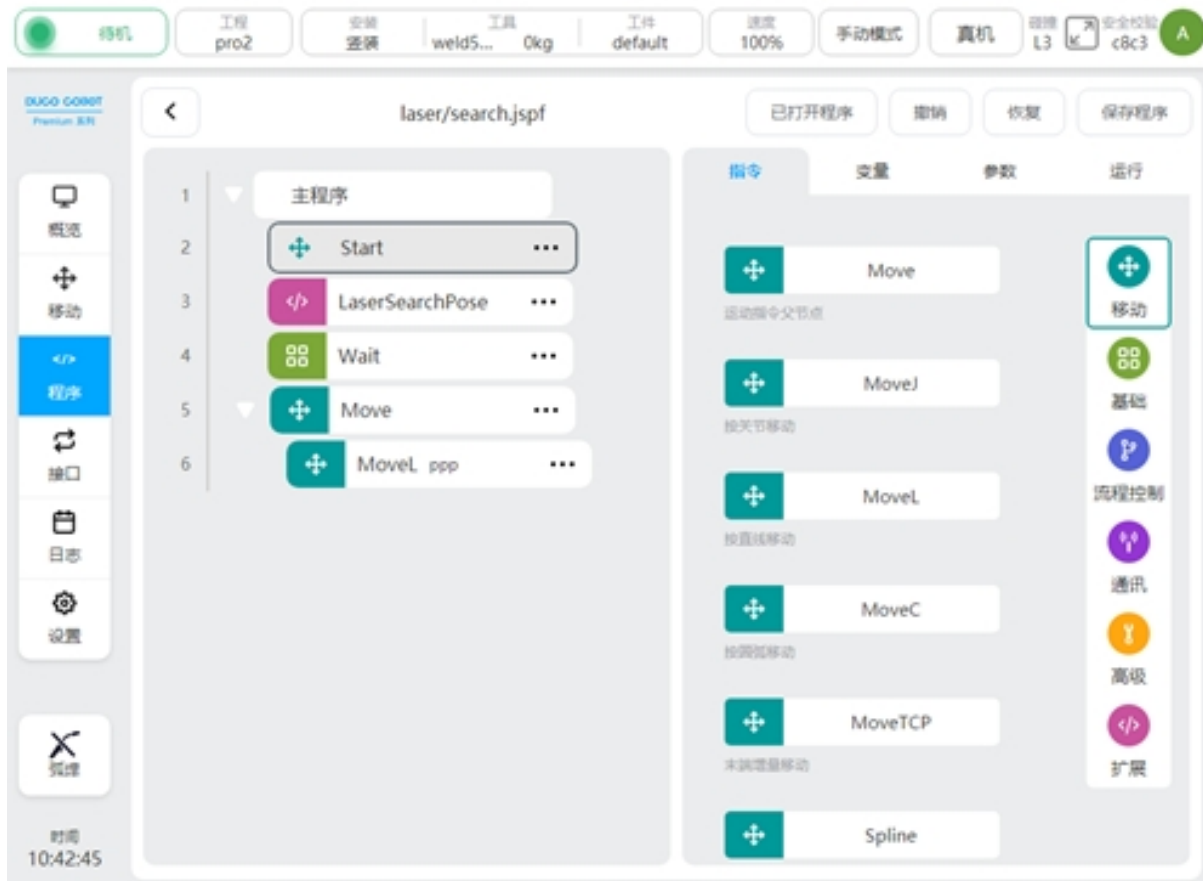 待机
工程
pro2
安装
竖装
工具
weld5... 0kg
工件
default
速度
100%
手动模式
真机
碰撞
L3
安全校验
c8c3
A
Premium 系列
laser/search.jspf
已打开程序
撤销
恢复
保存程序
概览
移动
</>
程序
接口
日志
设置
弧焊
时间
10:42:45
1 主程序
2 Start ...
3 </> LaserSearchPose ...
4 Wait ...
5 Move ...
6 MoveL ppp ...
指令
变量
参数
运行
Move
运动指令父节点
MoveJ
按关节移动
MoveL
按直线移动
MoveC
按圆弧移动
MoveTCP
末端增量移动
Spline
移动
基础
流程控制
通讯
高级
</>
扩展